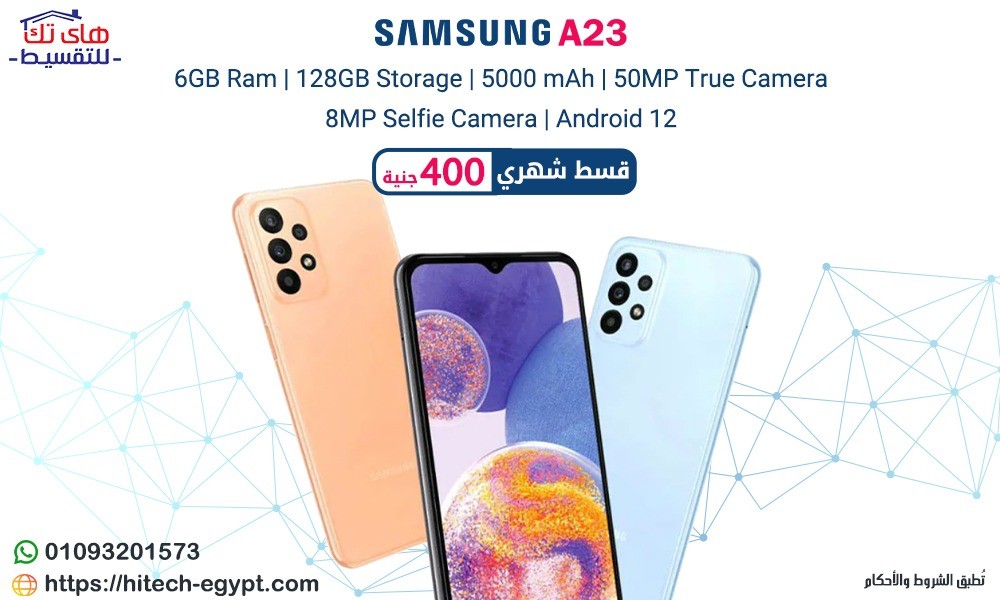 هاى تك
-للتقسيط-
SAMSUNG A23
6GB Ram | 128GB Storage | 5000 mAh | 50MP True Camera
8MP Selfie Camera | Android 12
قسط شهري 400 جنية
SAMSUNG
01093201573
https://hitech-egypt.com
تُطبق الشروط والأحكام